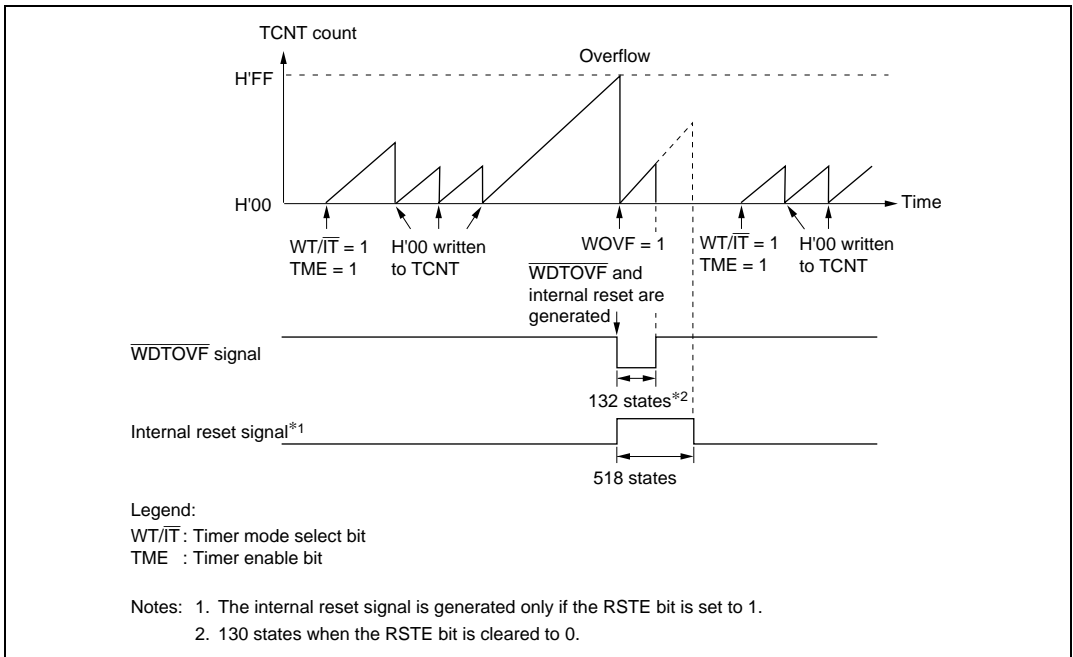 TCNT count
Overflow
H'FF
H'00
Time
WT/IT = 1
TME = 1
H'00 written
to TCNT
WOVF = 1
WT/IT = 1
TME = 1
H'00 written
to TCNT
WDTOVF and
internal reset are
generated
WDTOVF signal
132 states*2
Internal reset signal*1
518 states
Legend:
WT/IT : Timer mode select bit
TME : Timer enable bit
Notes: 1. The internal reset signal is generated only if the RSTE bit is set to 1.
2. 130 states when the RSTE bit is cleared to 0.